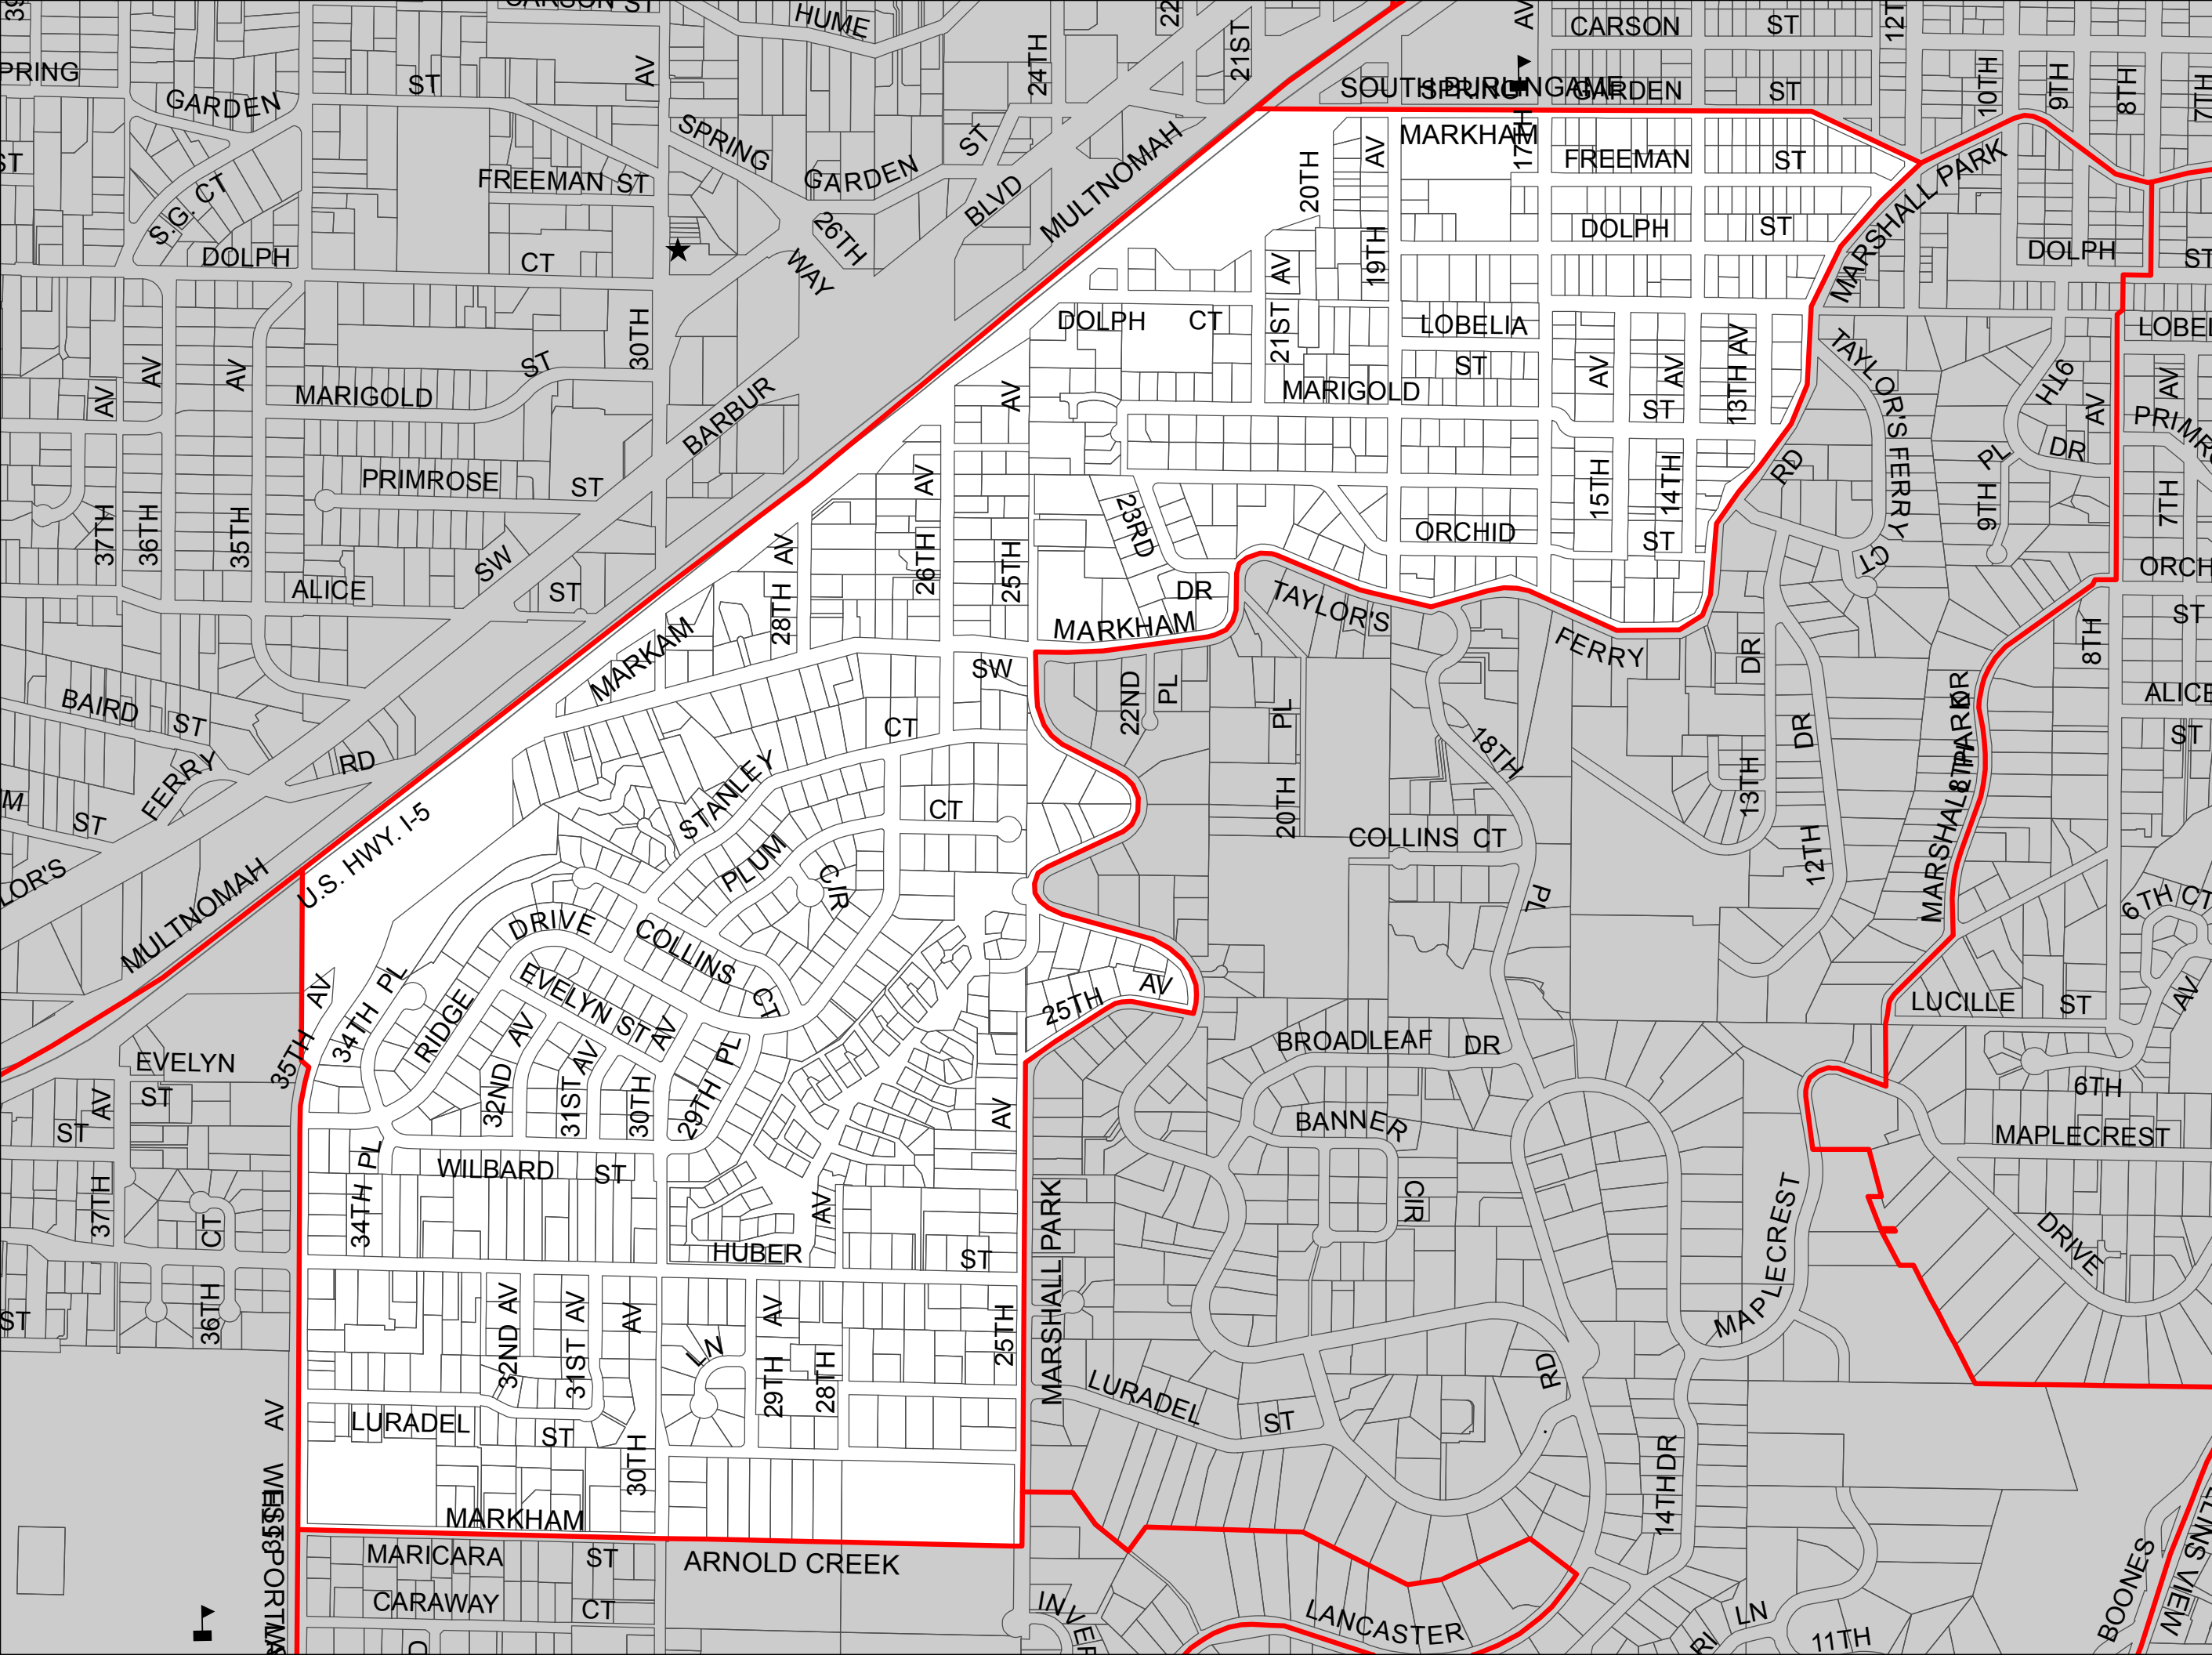 CARSON ST
HUME
24TH
21ST
AV
CARSON
ST
SPRING
GARDEN
ST
AV
SOUTH BURLINGAME
GARDEN
ST
10TH
9TH
8TH
7TH
SPRING
GARDEN
ST
MULTNOMAH
MARKHAM
17TH
FREEMAN
ST
MARSHALL PARK
S.G. CT
FREEMAN ST
26TH
WAY
BLVD
20TH
AV
19TH
DOLPH
ST
DOLPH
ST
DOLPH
CT
30TH
DOLPH
CT
21ST
AV
LOBELIA
ST
TAYLOR'S FERRY
CT
9TH
AV
DR
9TH PL
AV
AV
AV
MARIGOLD
ST
BARBUR
AV
MARIGOLD
AV
AV
13TH AV
ST
RD
AV
37TH
36TH
35TH
PRIMROSE
ST
SW
26TH
AV
25TH
23RD
DR
ORCHID
15TH
14TH
ST
7TH
ALICE
ST
28TH
AV
MARKHAM
TAYLOR'S
FERRY
ST
8TH
MARKAM
SW
22ND
PL
PL
20TH
18TH
PL
DR
13TH
DR
12TH
ALICE
ST
MARSHALL PARK
BAIRD
ST
FERRY
RD
ST
STANLEY
CT
CT
COLLINS CT
U.S. HWY. I-5
MULTNOMAH
PLUM
CIR
6TH CT
AV
DRIVE
COLLINS
CT
35TH
AV
34TH
PL
RIDGE
EVELYN ST
25TH
AV
LUCILLE
ST
EVELYN
ST
AV
ST
32ND
AV
31ST
AV
30TH
AV
29TH
PL
AV
BROADLEAF
DR
BANNER
CIR
6TH
MAPLECREST
DRIVE
37TH
34TH
PL
WILBARD
ST
AV
CT
36TH
HUBER
ST
MARSHALL PARK
MAPLECREST
32ND AV
31ST AV
AV
LN
29TH
AV
28TH
25TH
RD
AV
LURADEL
ST
30TH
LURADEL
ST
14TH DR
MARKHAM
ARNOLD CREEK
MARICARA
ST
CARAWAY
CT
LANCASTER
LN
11TH
BOONES